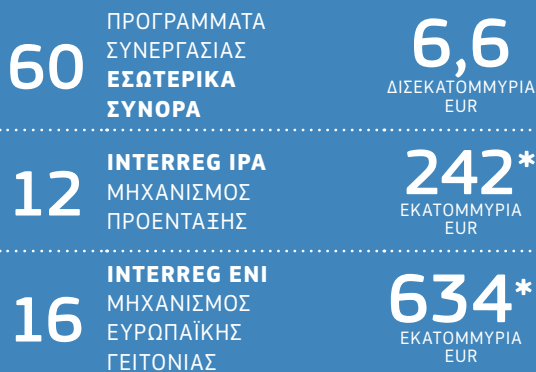 60
ΠΡΟΓΡΑΜΜΑΤΑ
ΣΥΝΕΡΓΑΣΙΑΣ
ΕΣΩΤΕΡΙΚΑ
ΣΥΝΟΡΑ
6,6
ΔΙΣΕΚΑΤΟΜΜΥΡΙΑ
EUR
12
INTERREG IPA
ΜΗΧΑΝΙΣΜΟΣ
ΠΡΟΕΝΤΑΞΗΣ
242*
ΕΚΑΤΟΜΜΥΡΙΑ
EUR
16
INTERREG ENI
ΜΗΧΑΝΙΣΜΟΣ
ΕΥΡΩΠΑΪΚΗΣ
ΓΕΙΤΟΝΙΑΣ
634*
ΕΚΑΤΟΜΜΥΡΙΑ
EUR